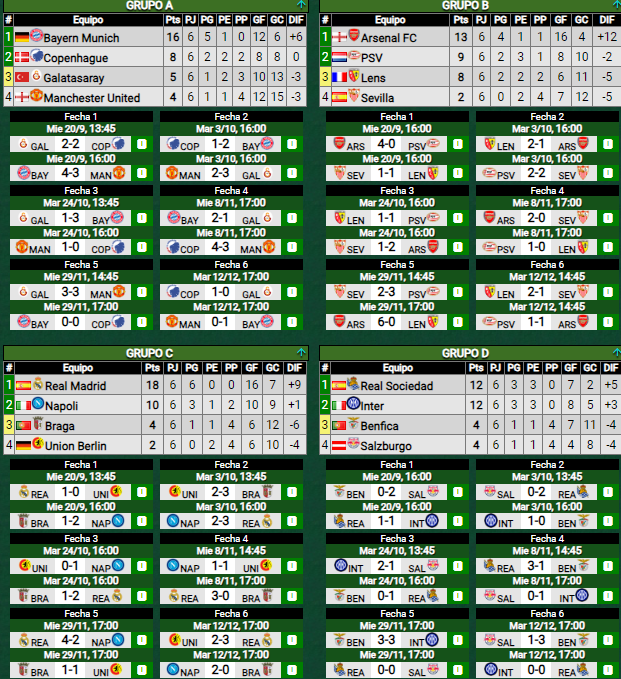 GRUPO A
# Equipo Pts PJ PG PE PP GF GC DIF
1 Bayern Munich 16 6 5 1 0 12 6 +6
2 Copenhague 8 6 2 2 2 8 8 0
3 Galatasaray 5 6 1 2 3 10 13 -3
4 Manchester United 4 6 1 1 4 12 15 -3
Fecha 1
Mie 20/9, 13:45
GAL 2-2 COP
Mie 20/9, 16:00
BAY 4-3 MAN
Fecha 2
Mar 3/10, 16:00
COP 1-2 BAY
Mar 3/10, 16:00
MAN 2-3 GAL
Fecha 3
Mar 24/10, 13:45
GAL 1-3 BAY
Mar 24/10, 16:00
MAN 1-0 COP
Fecha 4
Mie 8/11, 17:00
BAY 2-1 GAL
Mie 8/11, 17:00
COP 4-3 MAN
Fecha 5
Mie 29/11, 14:45
GAL 3-3 MAN
Mie 29/11, 17:00
BAY 0-0 COP
Fecha 6
Mar 12/12, 17:00
COP 1-0 GAL
Mar 12/12, 17:00
MAN 0-1 BAY
GRUPO B
# Equipo Pts PJ PG PE PP GF GC DIF
1 Arsenal FC 13 6 4 1 1 16 4 +12
2 PSV 9 6 2 3 1 8 10 -2
3 Lens 8 6 2 2 2 6 11 -5
4 Sevilla 2 6 0 2 4 7 12 -5
Fecha 1
Mie 20/9, 16:00
ARS 4-0 PSV
Mie 20/9, 16:00
SEV 1-1 LEN
Fecha 2
Mar 3/10, 16:00
LEN 2-1 ARS
Mar 3/10, 16:00
PSV 2-2 SEV
Fecha 3
Mar 24/10, 16:00
LEN 1-1 PSV
Mar 24/10, 16:00
SEV 1-2 ARS
Fecha 4
Mie 8/11, 17:00
ARS 2-0 SEV
Mie 8/11, 17:00
PSV 1-0 LEN
Fecha 5
Mie 29/11, 14:45
SEV 2-3 PSV
Mie 29/11, 17:00
ARS 6-0 LEN
Fecha 6
Mar 12/12, 14:45
LEN 2-1 SEV
Mar 12/12, 14:45
PSV 1-1 ARS
GRUPO C
# Equipo Pts PJ PG PE PP GF GC DIF
1 Real Madrid 18 6 6 0 0 16 7 +9
2 Napoli 10 6 3 1 2 10 9 +1
3 Braga 4 6 1 1 4 6 12 -6
4 Union Berlin 2 6 0 2 4 6 10 -4
Fecha 1
Mie 20/9, 13:45
REA 1-0 UNI
Mie 20/9, 16:00
BRA 1-2 NAP
Fecha 2
Mar 3/10, 13:45
UNI 2-3 BRA
Mar 3/10, 16:00
NAP 2-3 REA
Fecha 3
Mar 24/10, 16:00
UNI 0-1 NAP
Mar 24/10, 16:00
BRA 1-2 REA
Fecha 4
Mie 8/11, 14:45
NAP 1-1 UNI
Mie 8/11, 17:00
REA 3-0 BRA
Fecha 5
Mie 29/11, 17:00
REA 4-2 NAP
Mie 29/11, 17:00
BRA 1-1 UNI
Fecha 6
Mar 12/12, 17:00
UNI 2-3 REA
Mar 12/12, 17:00
NAP 2-0 BRA
GRUPO D
# Equipo Pts PJ PG PE PP GF GC DIF
1 Real Sociedad 12 6 3 3 0 7 2 +5
2 Inter 12 6 3 3 0 8 5 +3
3 Benfica 4 6 1 1 4 7 11 -4
4 Salzburgo 4 6 1 1 4 4 8 -4
Fecha 1
Mie 20/9, 16:00
BEN 0-2 SAL
Mie 20/9, 16:00
REA 1-1 INT
Fecha 2
Mar 3/10, 13:45
SAL 0-2 REA
Mar 3/10, 16:00
INT 1-0 BEN
Fecha 3
Mar 24/10, 13:45
INT 2-1 SAL
Mar 24/10, 16:00
BEN 0-1 REA
Fecha 4
Mie 8/11, 14:45
REA 3-1 BEN
Mie 8/11, 17:00
SAL 0-1 INT
Fecha 5
Mie 29/11, 17:00
BEN 3-3 INT
Mie 29/11, 17:00
REA 0-0 SAL
Fecha 6
Mar 12/12, 17:00
SAL 1-3 BEN
Mar 12/12, 17:00
INT 0-0 REA